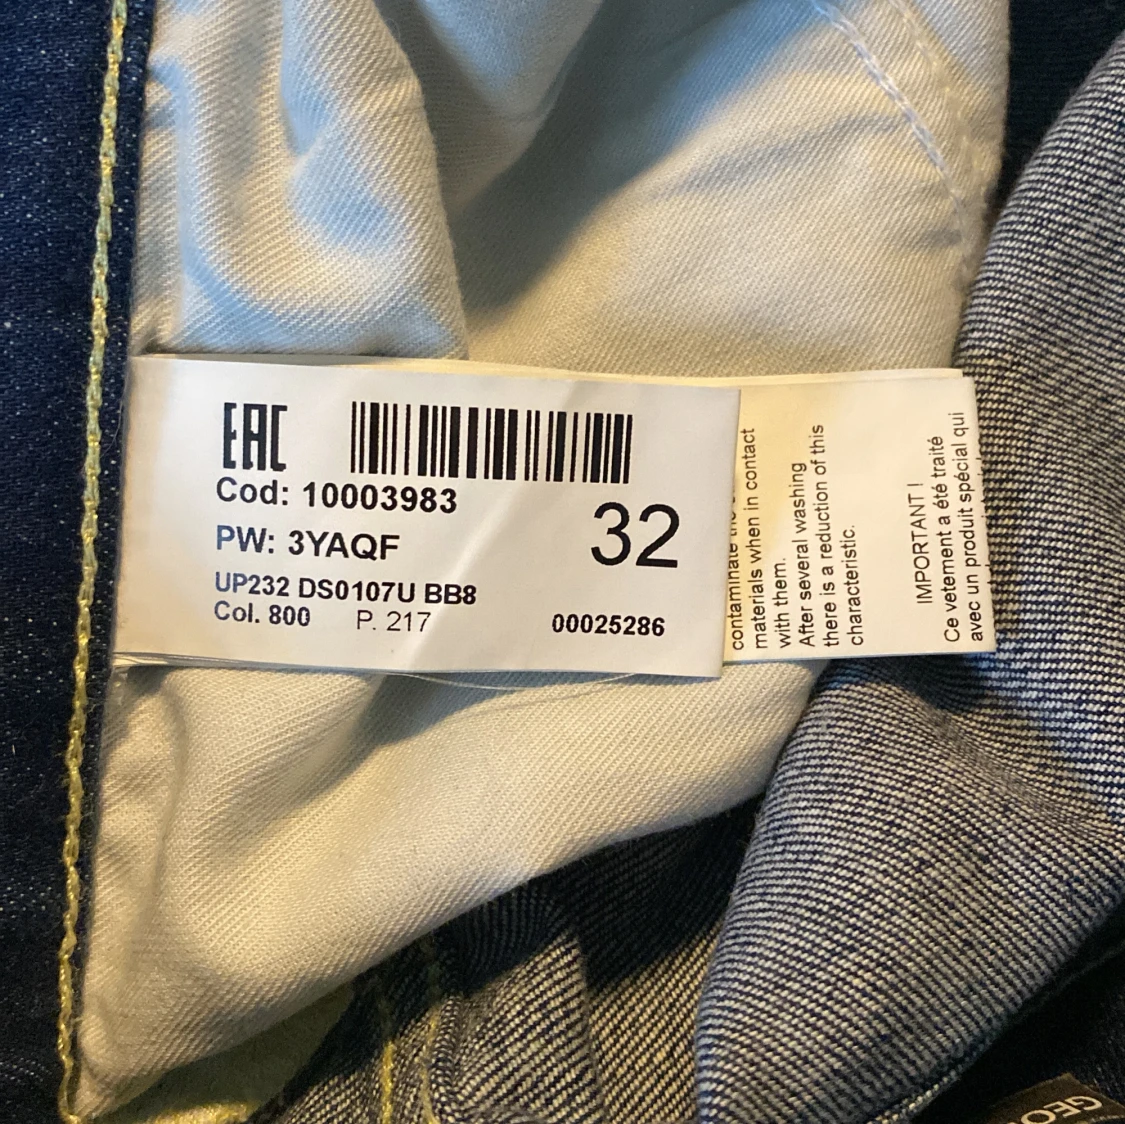 EAC
Cod: 10003983
PW: 3YAQF
32
UP232 DS0107U BB8
Col. 800 P. 217
00025286
contaminate
materials when in contact
with them.
After several washing
there is a reduction of this
characteristic.
IMPORTANT !
Ce vetement a été traité
avec un produit spécial qui
GEO